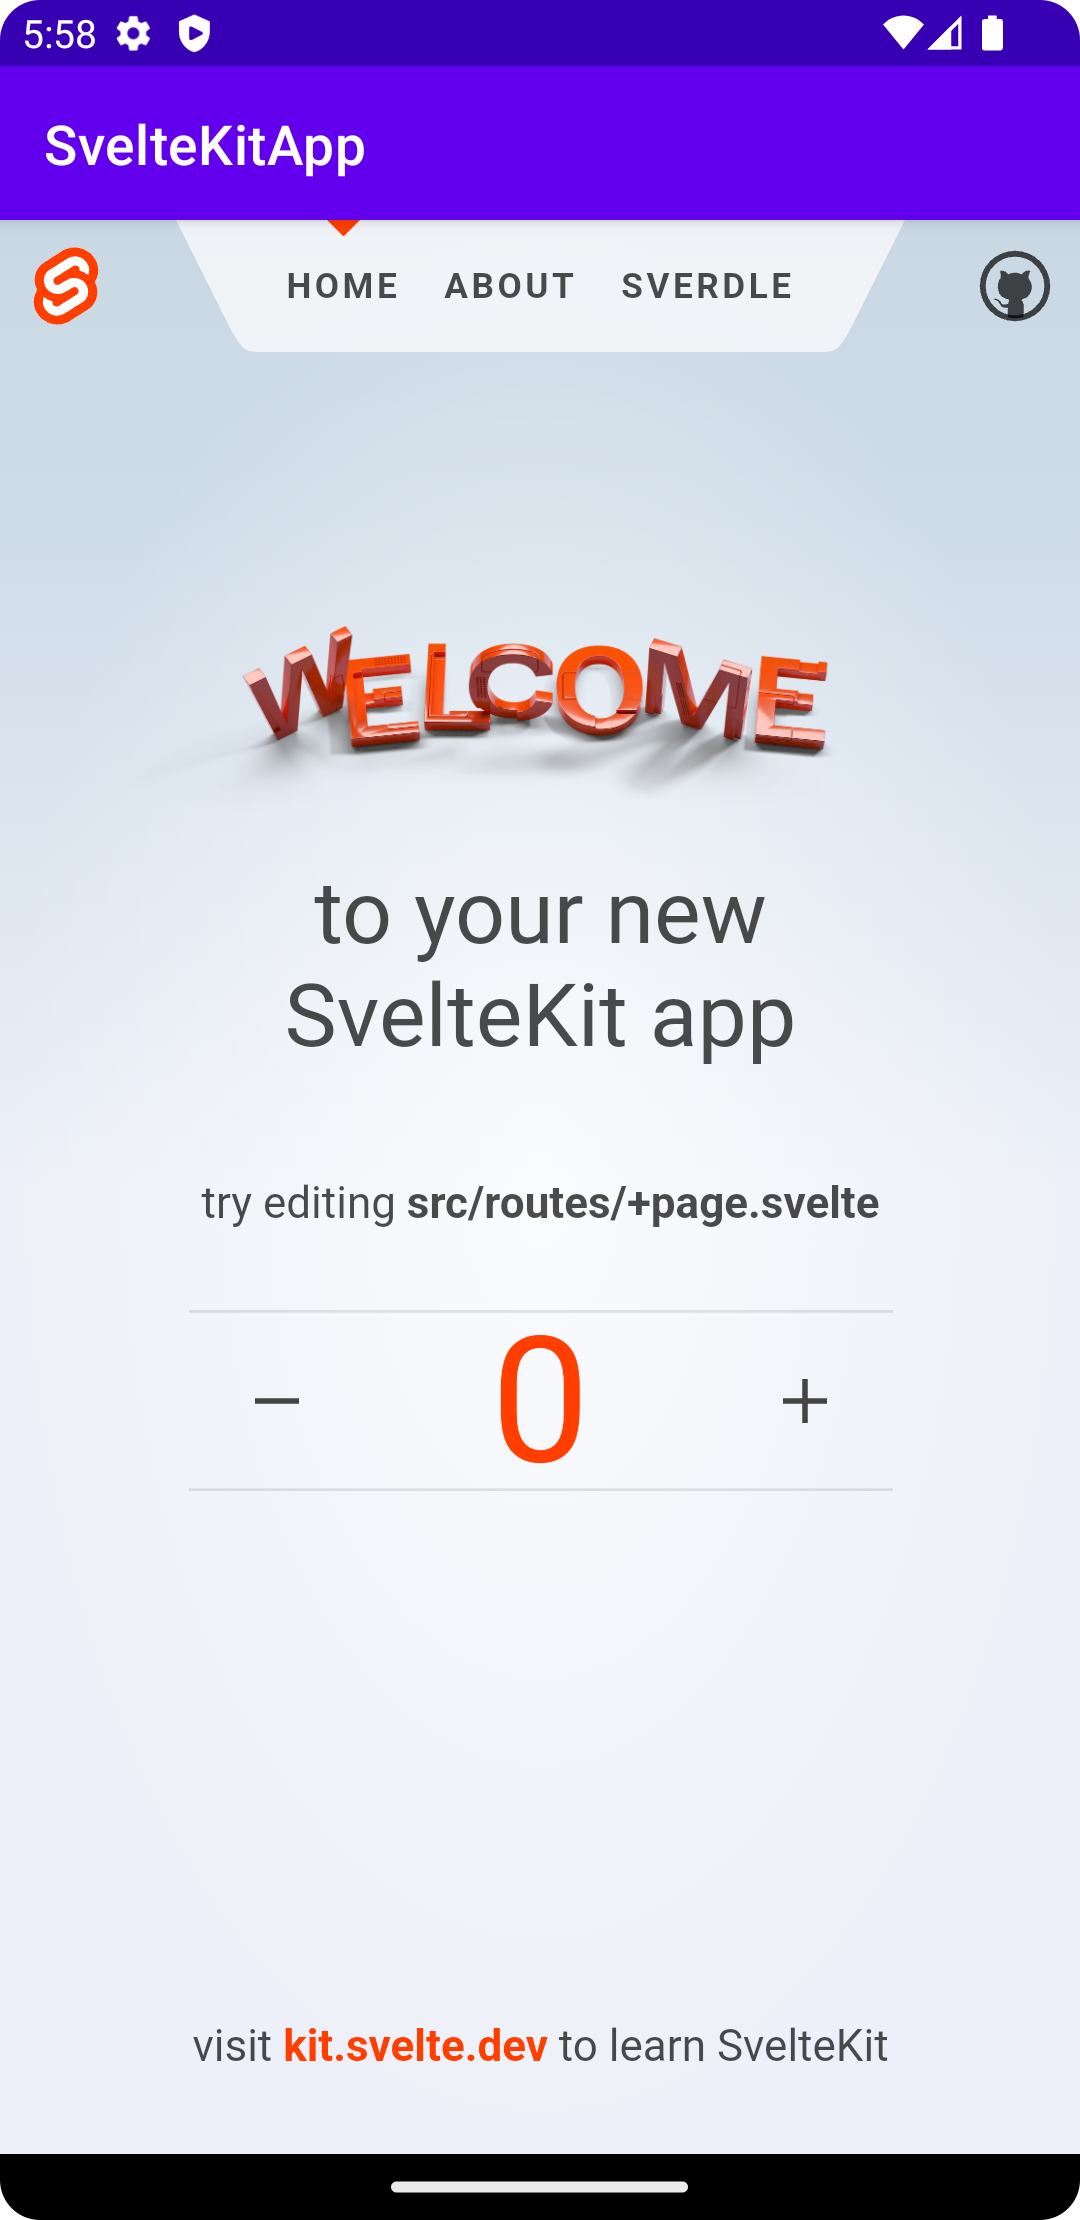 5:58
SvelteKitApp
HOME ABOUT SVERDLE
WELCOME
to your new
SvelteKit app
try editing src/routes/+page.svelte
0
visit kit.svelte.dev to learn SvelteKit